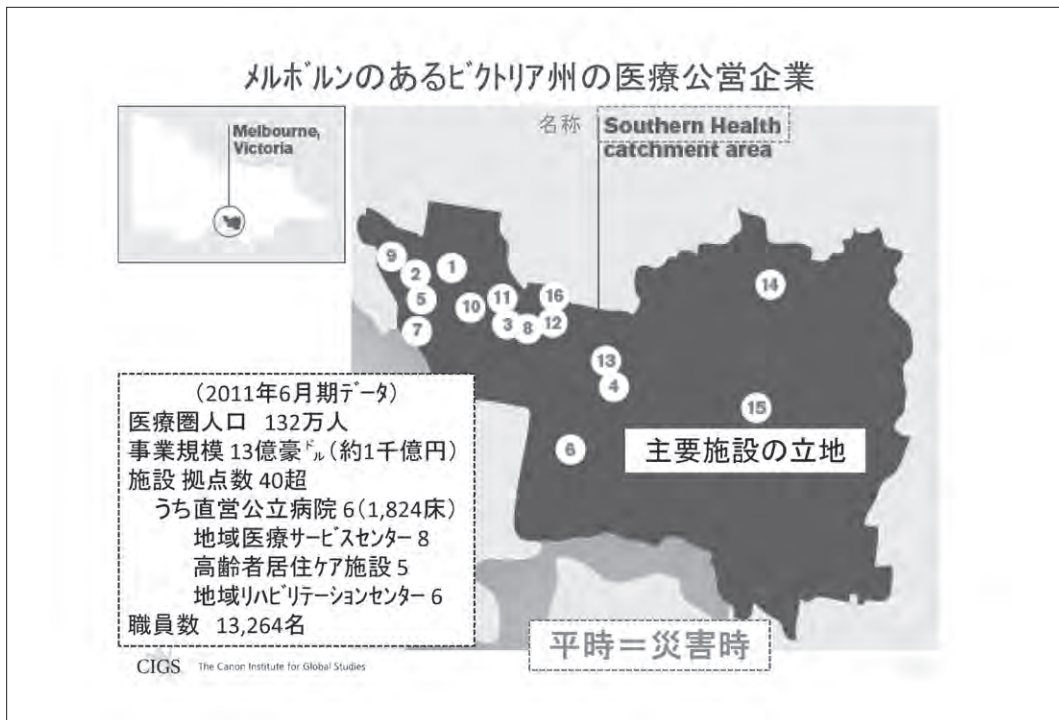 メルボルンのあるビクトリア州の医療公営企業
Melbourne,
Victoria
名称
Southern Health
catchment area
9
2
1
5
7
10
11
3
8
16
12
13
4
6
14
15
主要施設の立地
(2011年6月期データ)
医療圏人口 132万人
事業規模 13億豪ドル(約1千億円)
施設 拠点数 40超
うち直営公立病院 6(1,824床)
地域医療サービスセンター 8
高齢者居住ケア施設 5
地域リハビリテーションセンター 6
職員数 13,264名
平時=災害時
CIGS The Canon Institute for Global Studies